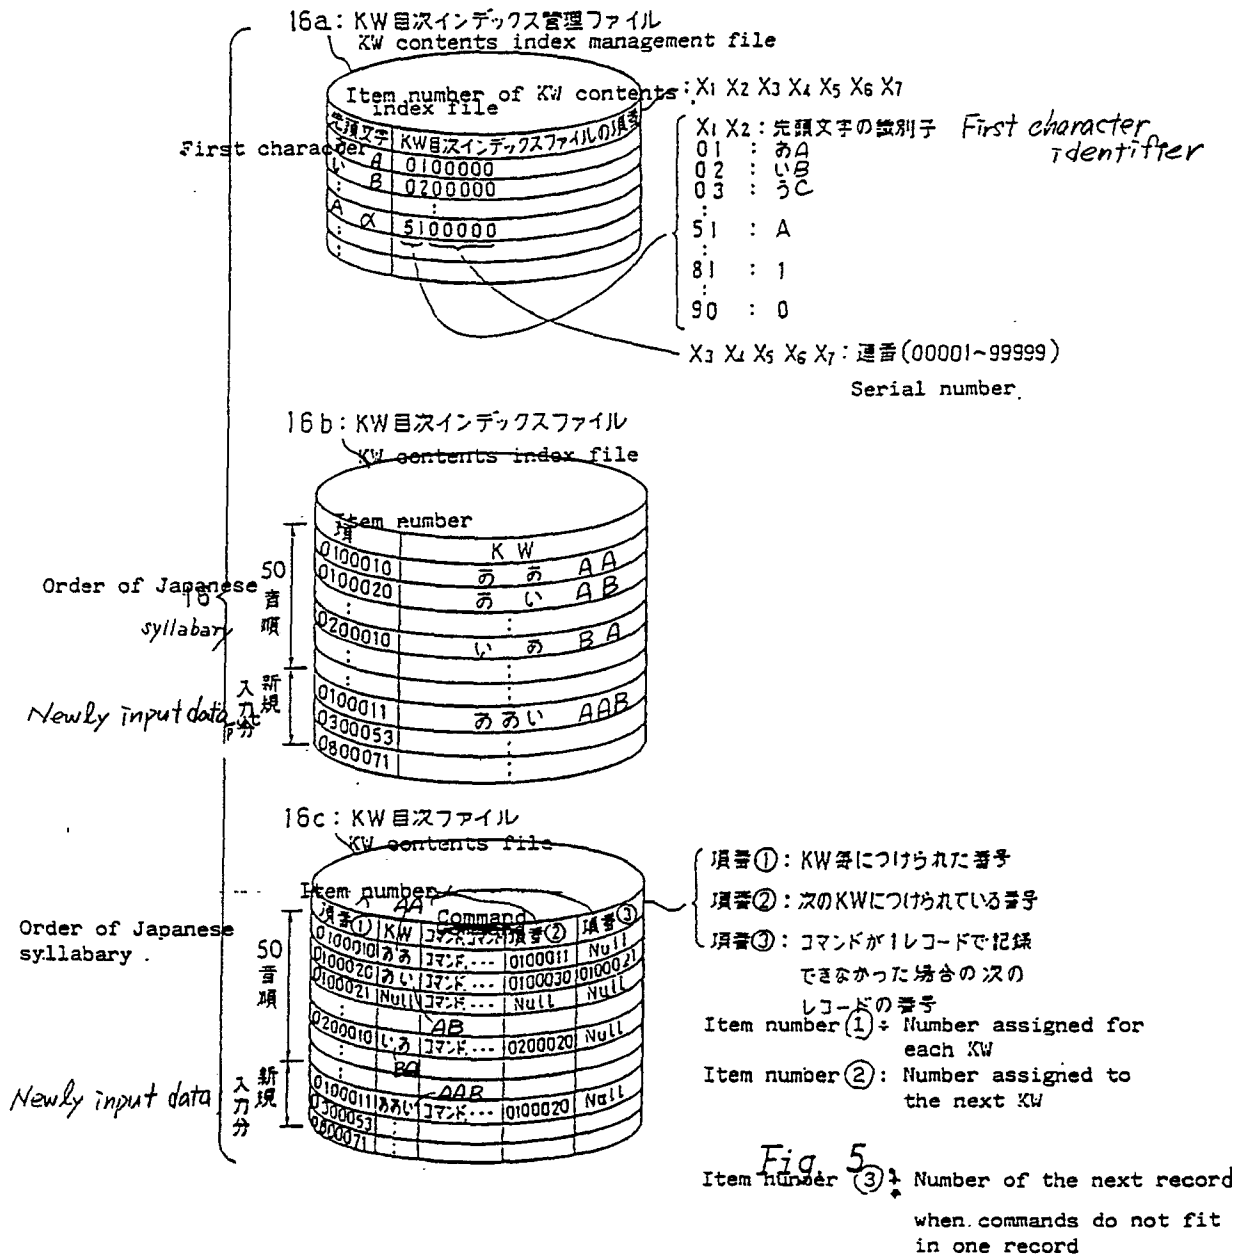 16a: KW目次インデックス管理ファイル
KW contents index management file
Item number of KW contents index file
: X1 X2 X3 X4 X5 X6 X7
先頭文字 KW目次インデックスファイルの項番
First character
あ A 0100000
い B 0200000
:
A α 5100000
:
X1 X2 : 先頭文字の識別子 First character identifier
01 : あA
02 : いB
03 : うC
:
51 : A
:
81 : 1
:
90 : 0
X3 X4 X5 X6 X7 : 連番(00001~99999)
Serial number
16b: KW目次インデックスファイル
KW contents index file
Item number
項 KW
0100010 ああ AA
0100020 あい AB
:
0200010 いあ BA
:
0100011 ああい AAB
0300053
0800071 :
Order of Japanese syllabary
50音順
16
Newly input data
新規入力分
16c: KW目次ファイル
KW contents file
Item number
AA
Command
項番① KW コマンド,コマンド 項番② 項番③
0100010 ああ コマンド,--- 0100011 Null
0100020 あい コマンド,--- 0100030 0100021
0100021 Null コマンド,--- Null Null
:
AB
0200010 いあ コマンド,--- 0200020 Null
:
BA
AAB
0100011 ああい コマンド,--- 0100020 Null
0300053
0800071
Order of Japanese syllabary.
50音順
Newly input data
新規入力分
項番①: KW毎につけられた番号
項番②: 次のKWにつけられている番号
項番③: コマンドが1レコードで記録
できなかった場合の次の
レコードの番号
Item number ①: Number assigned for
each KW
Item number ②: Number assigned to
the next KW
Fig. 5
Item number ③: Number of the next record
when commands do not fit
in one record